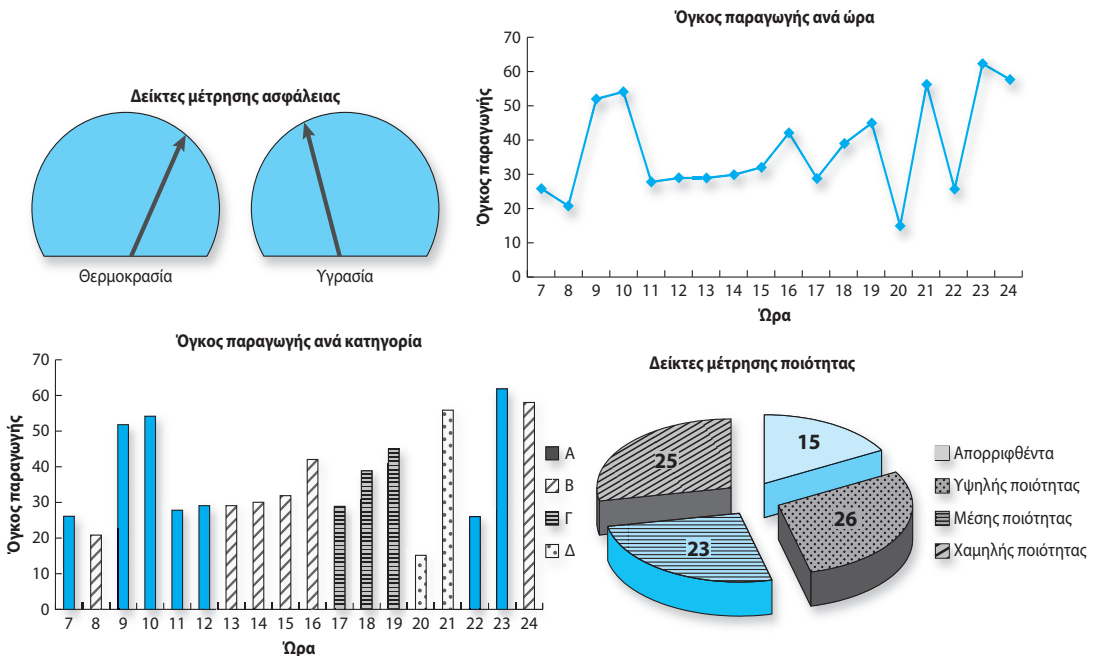 Δείκτες μέτρησης ασφάλειας
Θερμοκρασία
Υγρασία
Όγκος παραγωγής ανά ώρα
Όγκος παραγωγής
70
60
50
40
30
20
10
0
7 8 9 10 11 12 13 14 15 16 17 18 19 20 21 22 23 24
Ώρα
Όγκος παραγωγής ανά κατηγορία
Όγκος παραγωγής
70
60
50
40
30
20
10
0
7 8 9 10 11 12 13 14 15 16 17 18 19 20 21 22 23 24
Ώρα
Α
Β
Γ
Δ
Δείκτες μέτρησης ποιότητας
15
26
23
25
Απορριφθέντα
Υψηλής ποιότητας
Μέσης ποιότητας
Χαμηλής ποιότητας